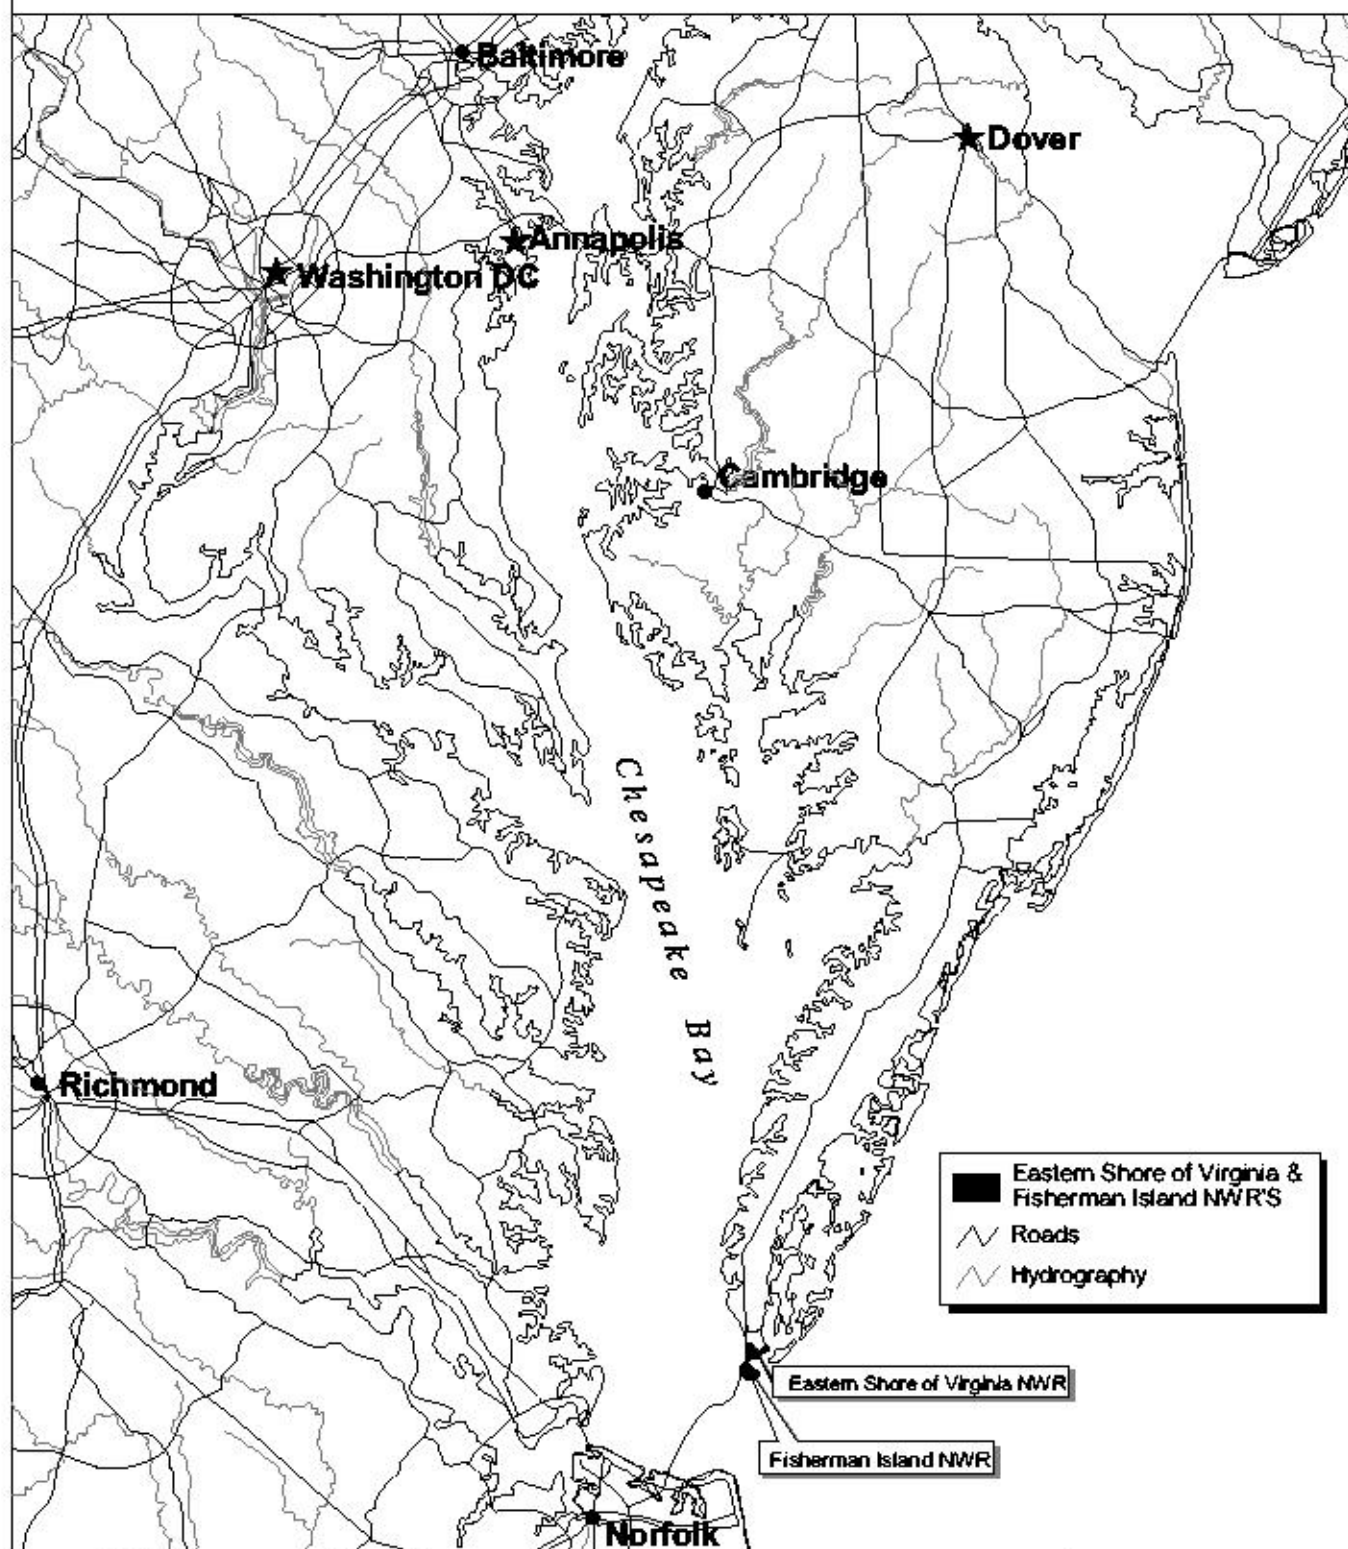 Baltimore
Dover
Annapolis
Washington DC
Cambridge
Chesapeake Bay
Richmond
Eastern Shore of Virginia &
Fisherman Island NWR'S
Roads
Hydrography
Eastern Shore of Virginia NWR
Fisherman Island NWR
Norfolk